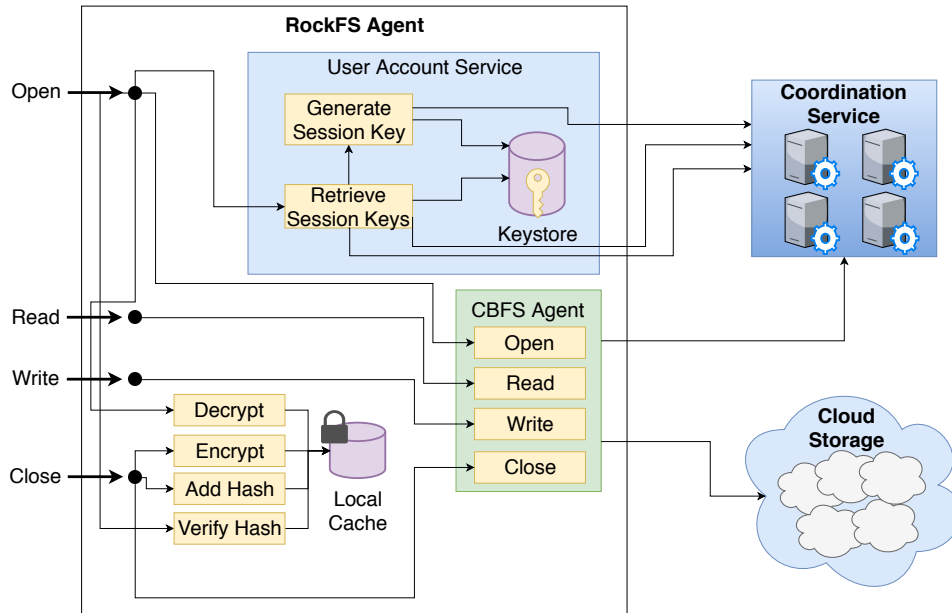 RockFS Agent
User Account Service
Open
Generate
Session Key
Retrieve
Session Keys
Keystore
Coordination
Service
Read
Write
Close
CBFS Agent
Open
Read
Write
Close
Decrypt
Encrypt
Add Hash
Verify Hash
Local
Cache
Cloud
Storage